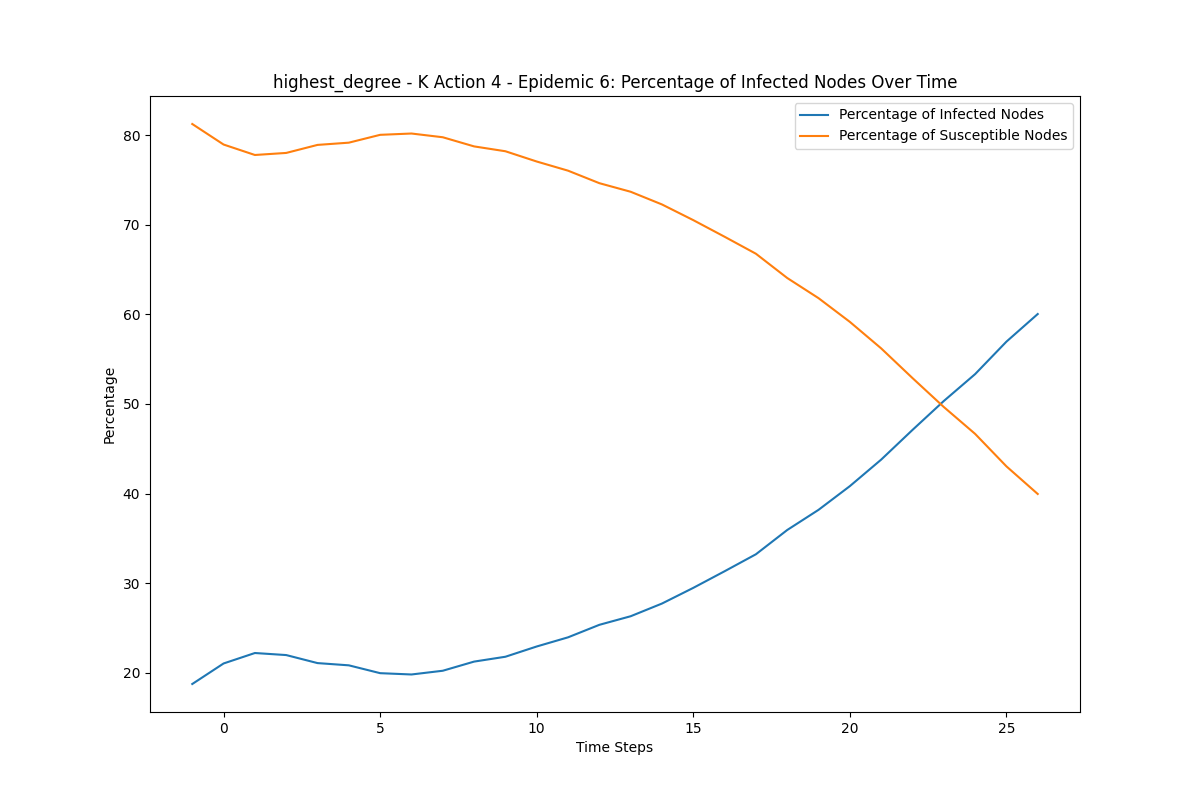 highest_degree - K Action 4 - Epidemic 6: Percentage of Infected Nodes Over Time
Percentage of Infected Nodes
Percentage of Susceptible Nodes
80
70
60
50
40
30
20
Percentage
0 5 10 15 20 25
Time Steps